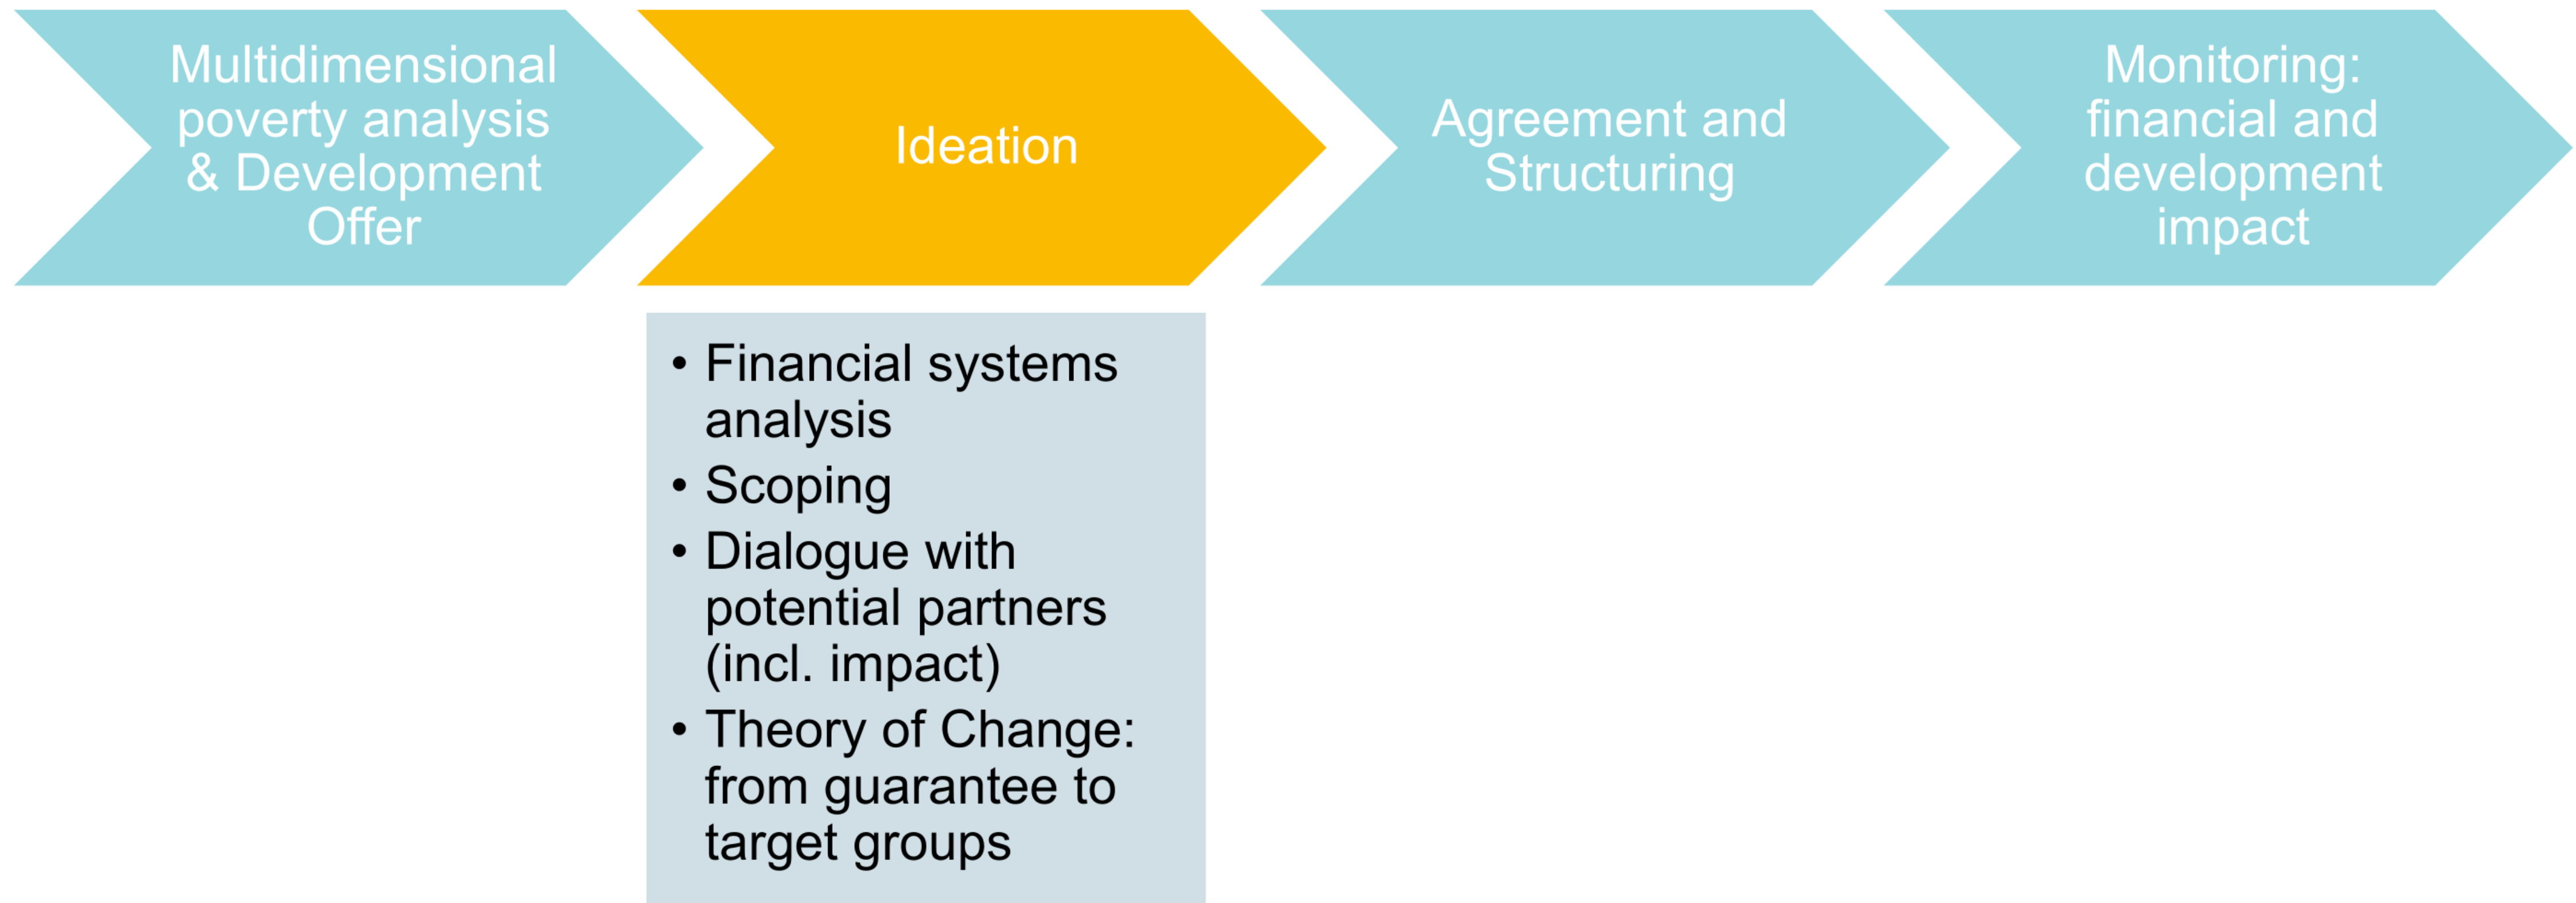 Multidimensional
poverty analysis
& Development
Offer
Ideation
Agreement and
Structuring
Monitoring:
financial and
development
impact
• Financial systems
analysis
• Scoping
• Dialogue with
potential partners
(incl. impact)
• Theory of Change:
from guarantee to
target groups